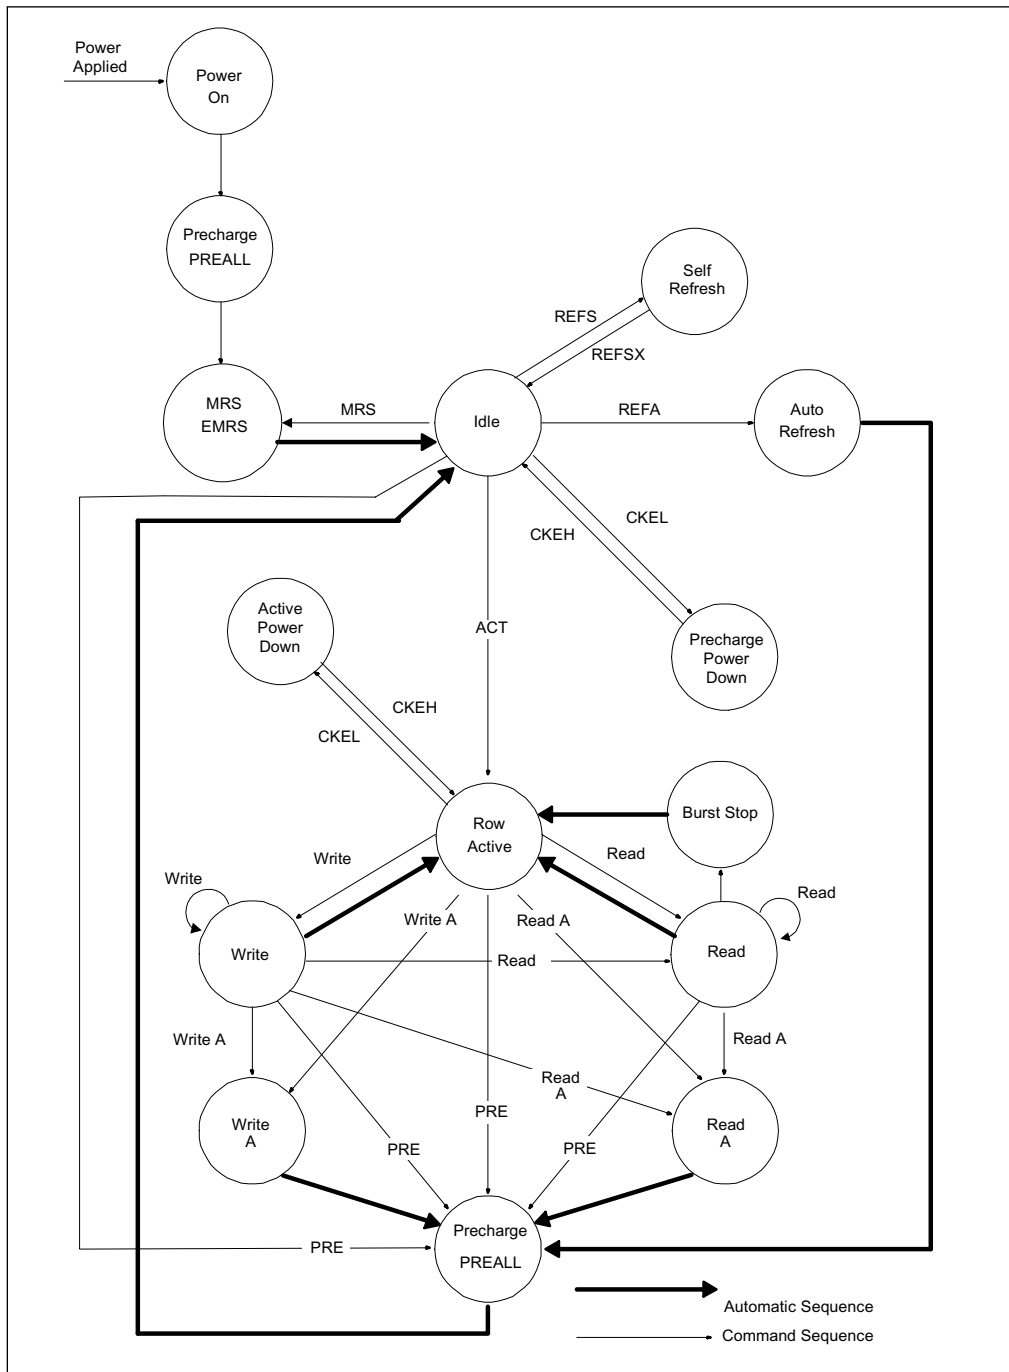 Power
Applied
Power
On
Precharge
PREALL
Self
Refresh
REFS
REFSX
MRS
EMRS
MRS
Idle
REFA
Auto
Refresh
CKEL
CKEH
Active
Power
Down
ACT
Precharge
Power
Down
CKEH
CKEL
Row
Active
Burst Stop
Write
Read
Write
Write A
Read A
Read
Write
Read
Read
Write A
Read A
Read
A
Write
A
PRE
PRE
PRE
Read
A
Precharge
PREALL
PRE
Automatic Sequence
Command Sequence